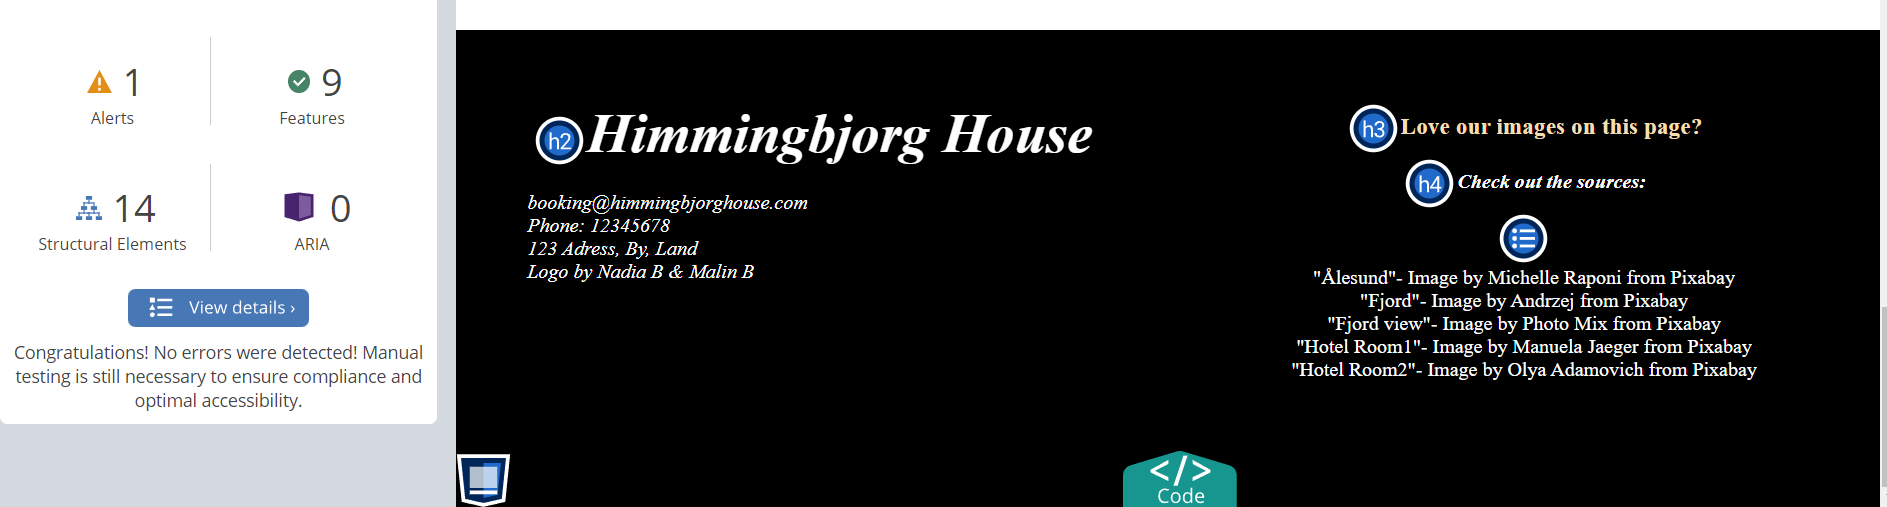 1
Alerts
9
Features
14
Structural Elements
0
ARIA
View details ›
Congratulations! No errors were detected! Manual
testing is still necessary to ensure compliance and
optimal accessibility.
h2 Himmingbjorg House
booking@himmingbjorghouse.com
Phone: 12345678
123 Adress, By, Land
Logo by Nadia B & Malin B
h3 Love our images on this page?
h4 Check out the sources:
"Ålesund"- Image by Michelle Raponi from Pixabay
"Fjord"- Image by Andrzej from Pixabay
"Fjord view"- Image by Photo Mix from Pixabay
"Hotel Room1"- Image by Manuela Jaeger from Pixabay
"Hotel Room2"- Image by Olya Adamovich from Pixabay
</>
Code